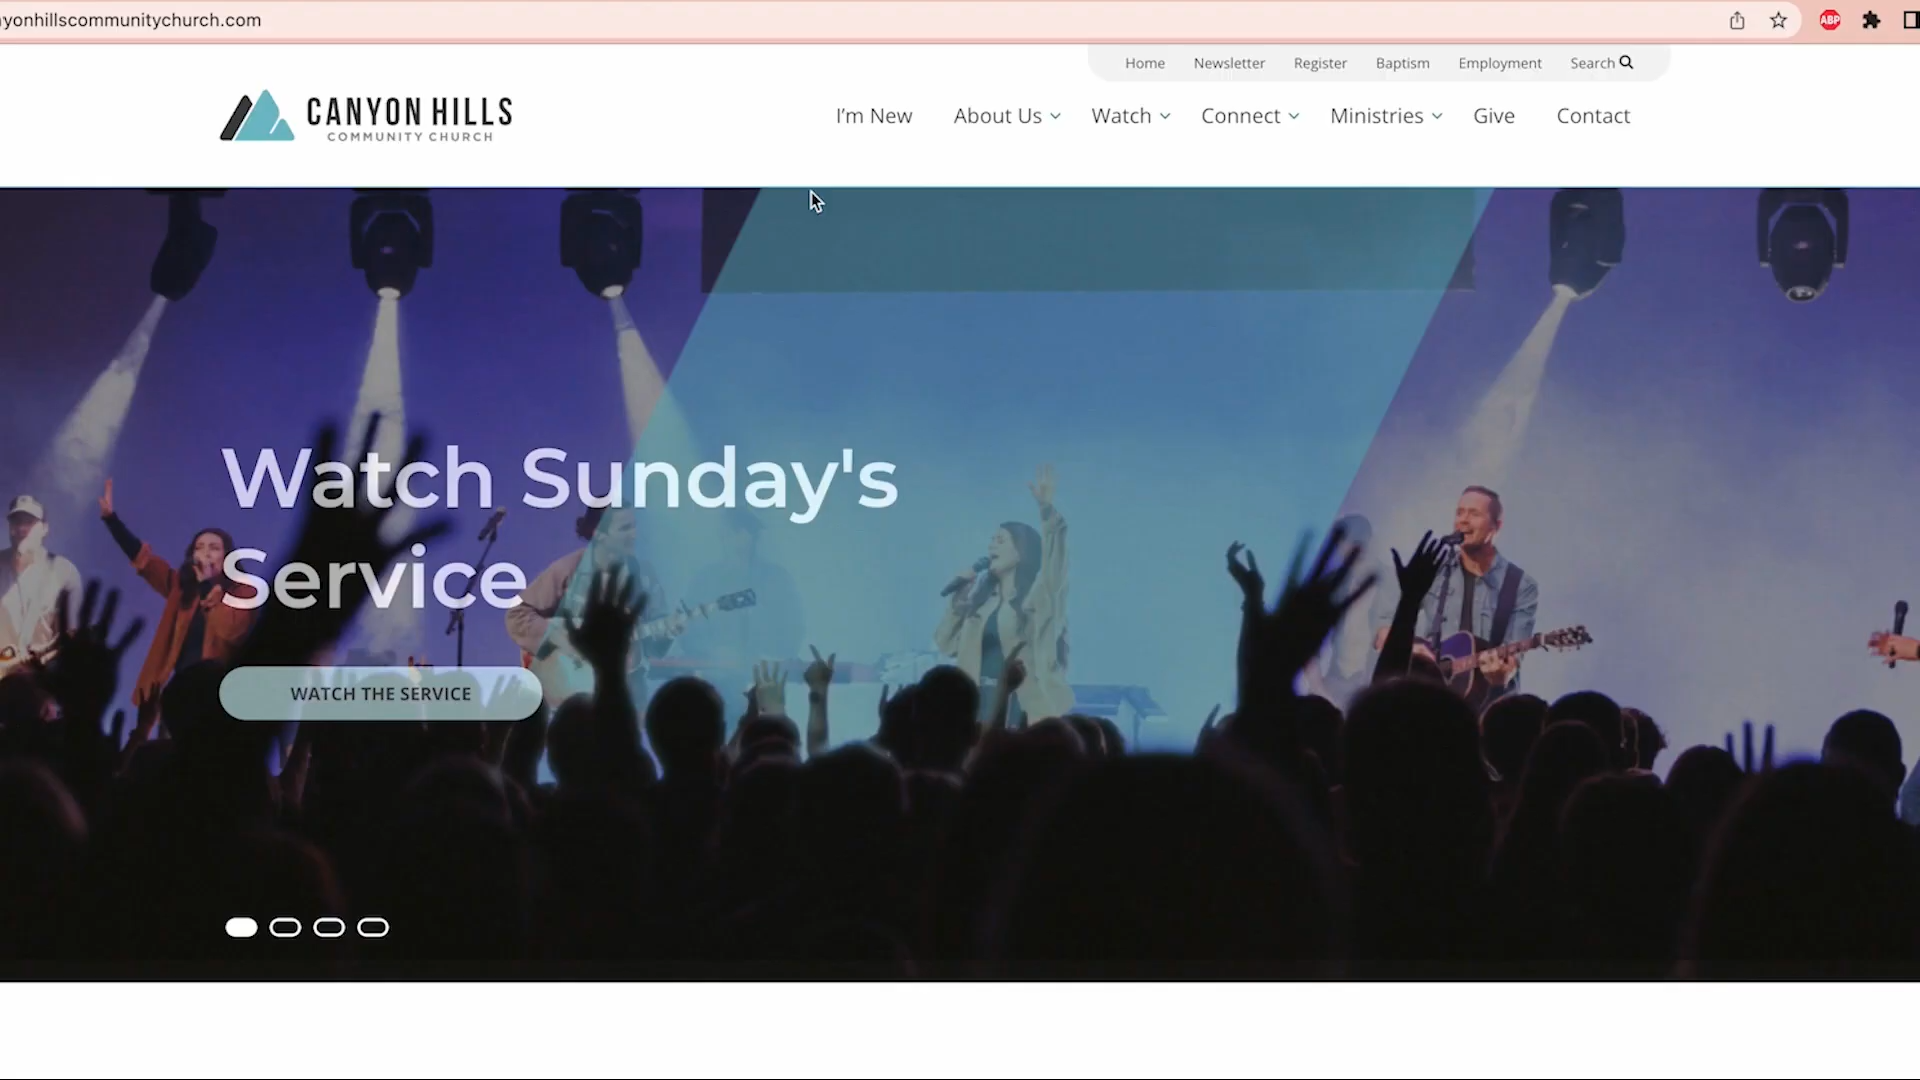 yonhillscommunitychurch.com
ABP
Home Newsletter Register Baptism Employment Search
CANYON HILLS
COMMUNITY CHURCH
I'm New About Us Watch Connect Ministries Give Contact
Watch Sunday's
Service
WATCH THE SERVICE